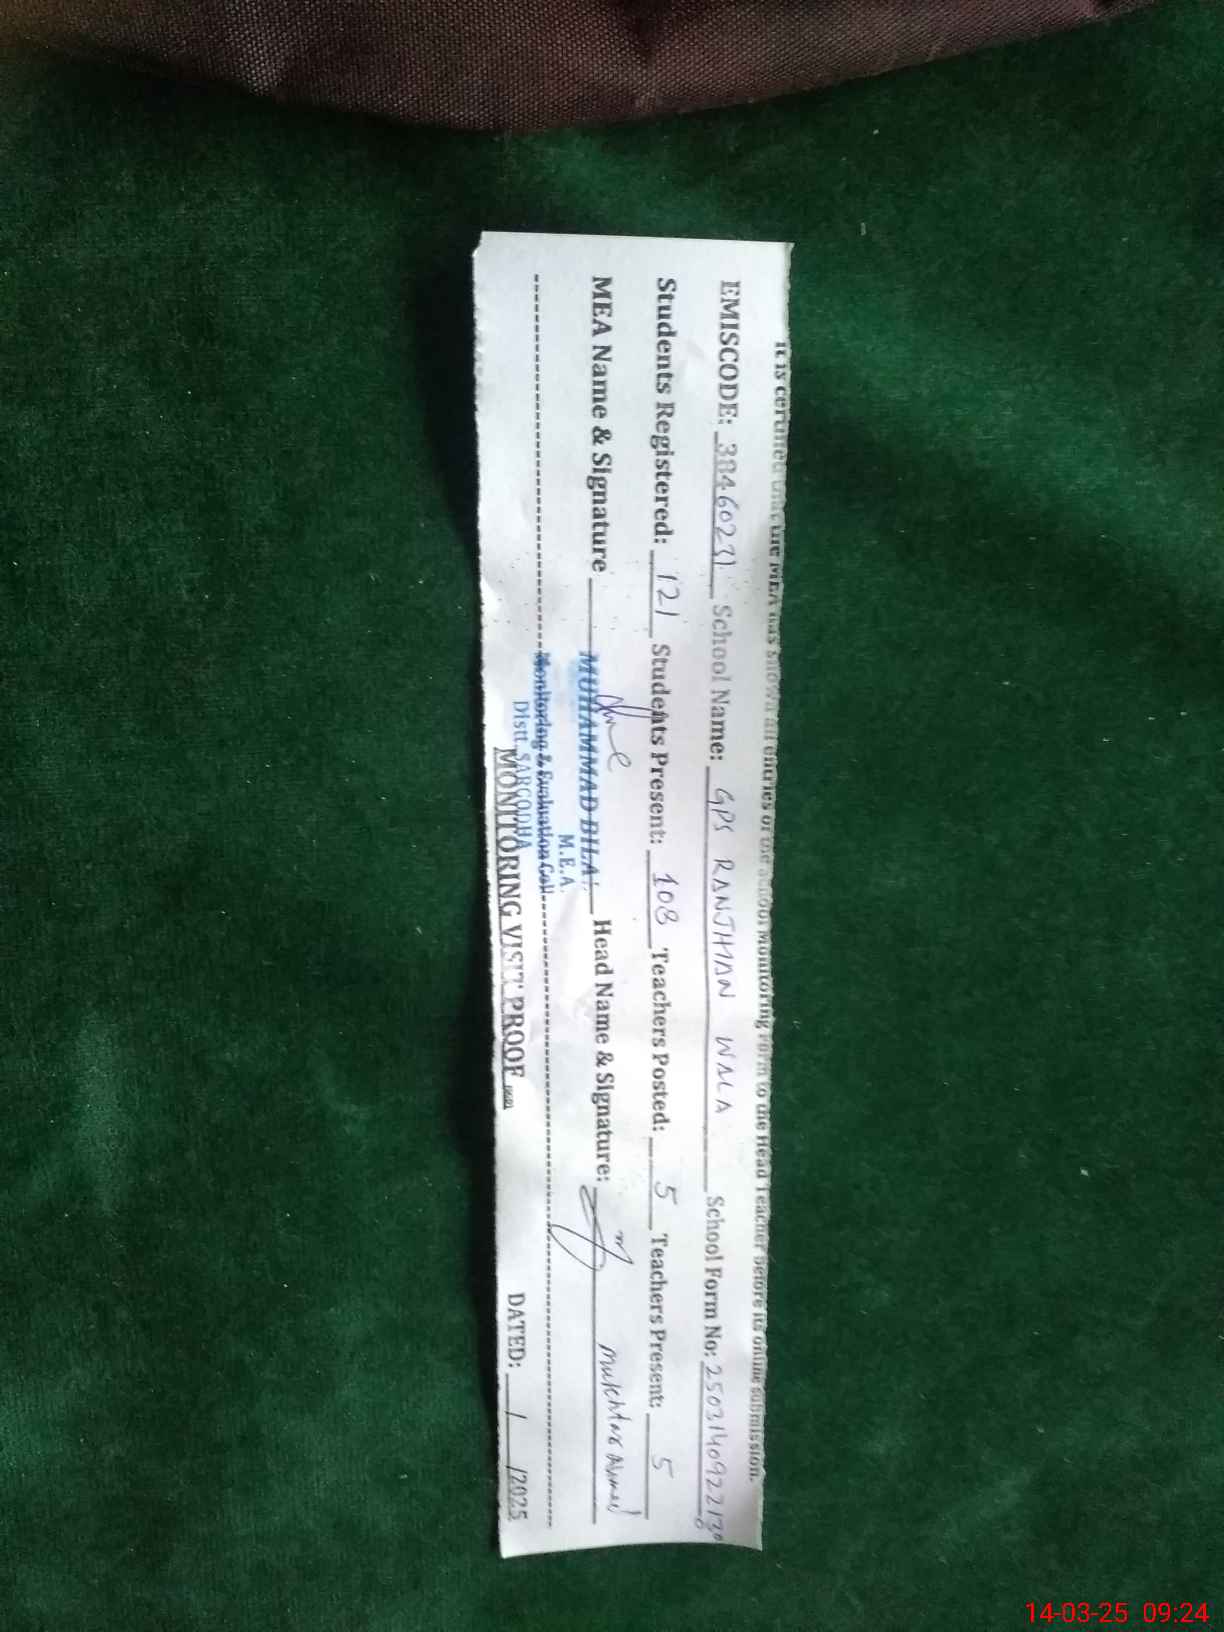 It is certified that the MEA has shown all entries of the School Monitoring Form to the Head Teacher before its online submission.
EMISCODE: 38460231 School Name: GPS RANJHAN WALA School Form No: 250314092213
Students Registered: 121 Students Present: 108 Teachers Posted: 5 Teachers Present: 5
MEA Name & Signature MUHAMMAD BILAL Head Name & Signature: Mukhtar Ahmed
M.E.A.
Monitoring & Evaluation Cell
Distt. SARGODHA
MONITORING VISIT PROOF DATED: / /2025
14-03-25 09:24